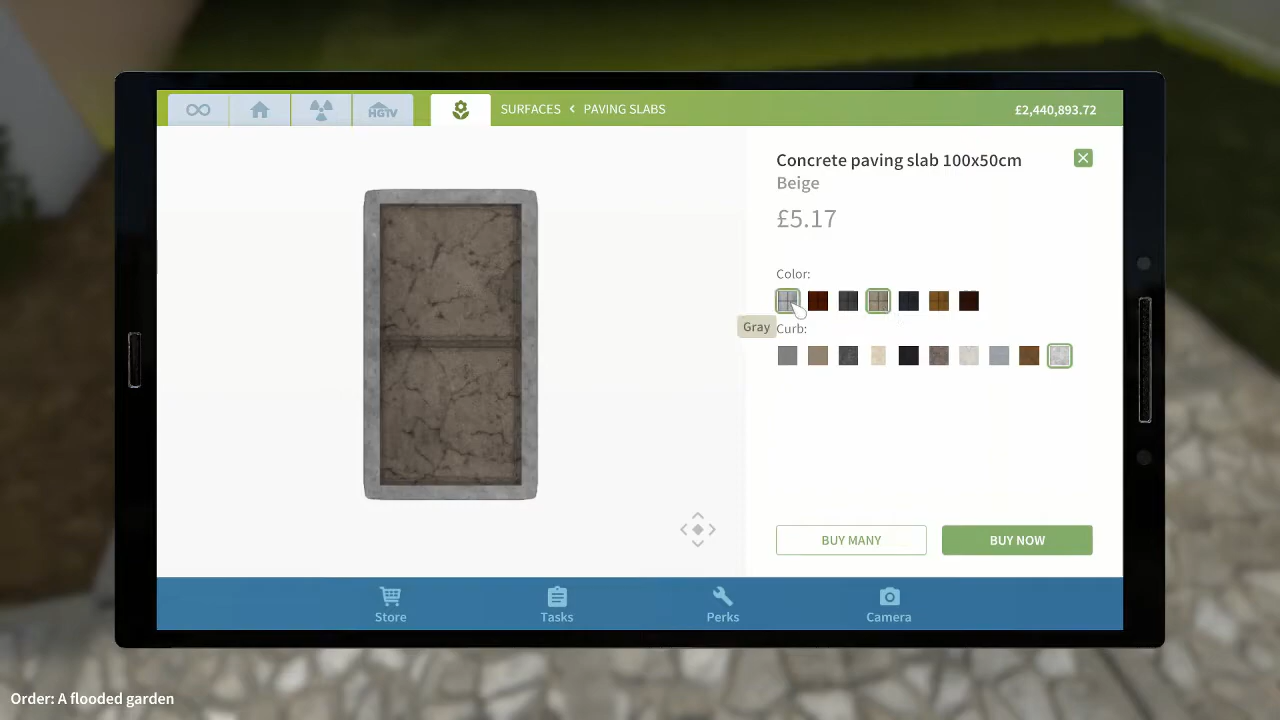 HGTV
SURFACES < PAVING SLABS
£2,440,893.72
Concrete paving slab 100x50cm
Beige
£5.17
Color:
Gray
Curb:
BUY MANY
BUY NOW
Store
Tasks
Perks
Camera
Order: A flooded garden